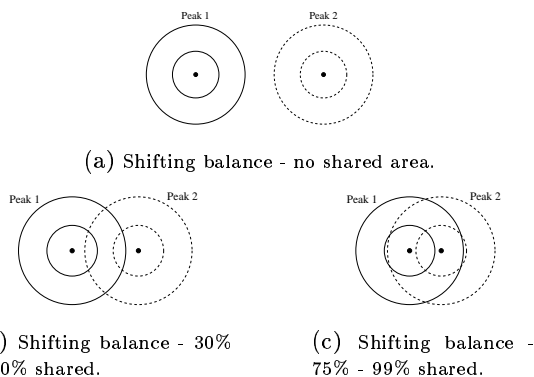 Peak 1 Peak 2
(a) Shifting balance - no shared area.
Peak 1 Peak 2
) Shifting balance - 30%
0% shared.
Peak 1 Peak 2
(c) Shifting balance -
75% - 99% shared.